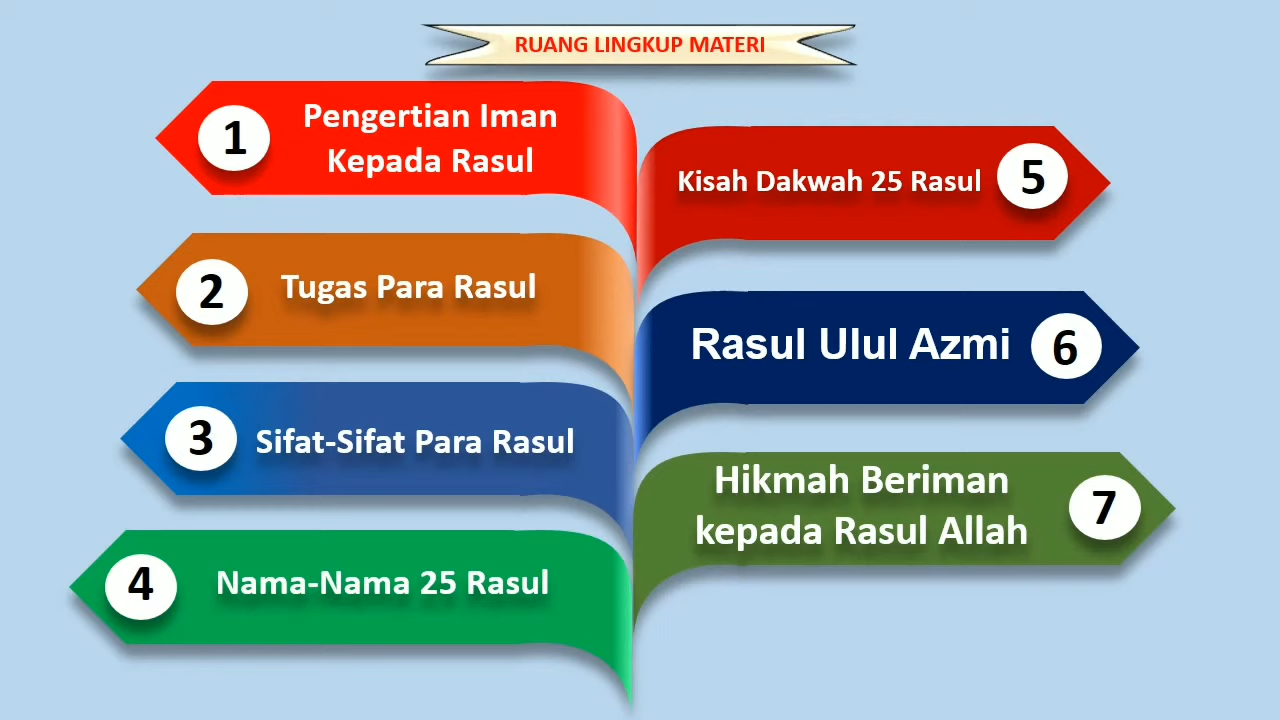 RUANG LINGKUP MATERI
1
Pengertian Iman
Kepada Rasul
2
Tugas Para Rasul
3
Sifat-Sifat Para Rasul
4
Nama-Nama 25 Rasul
Kisah Dakwah 25 Rasul
5
Rasul Ulul Azmi
6
Hikmah Beriman
kepada Rasul Allah
7